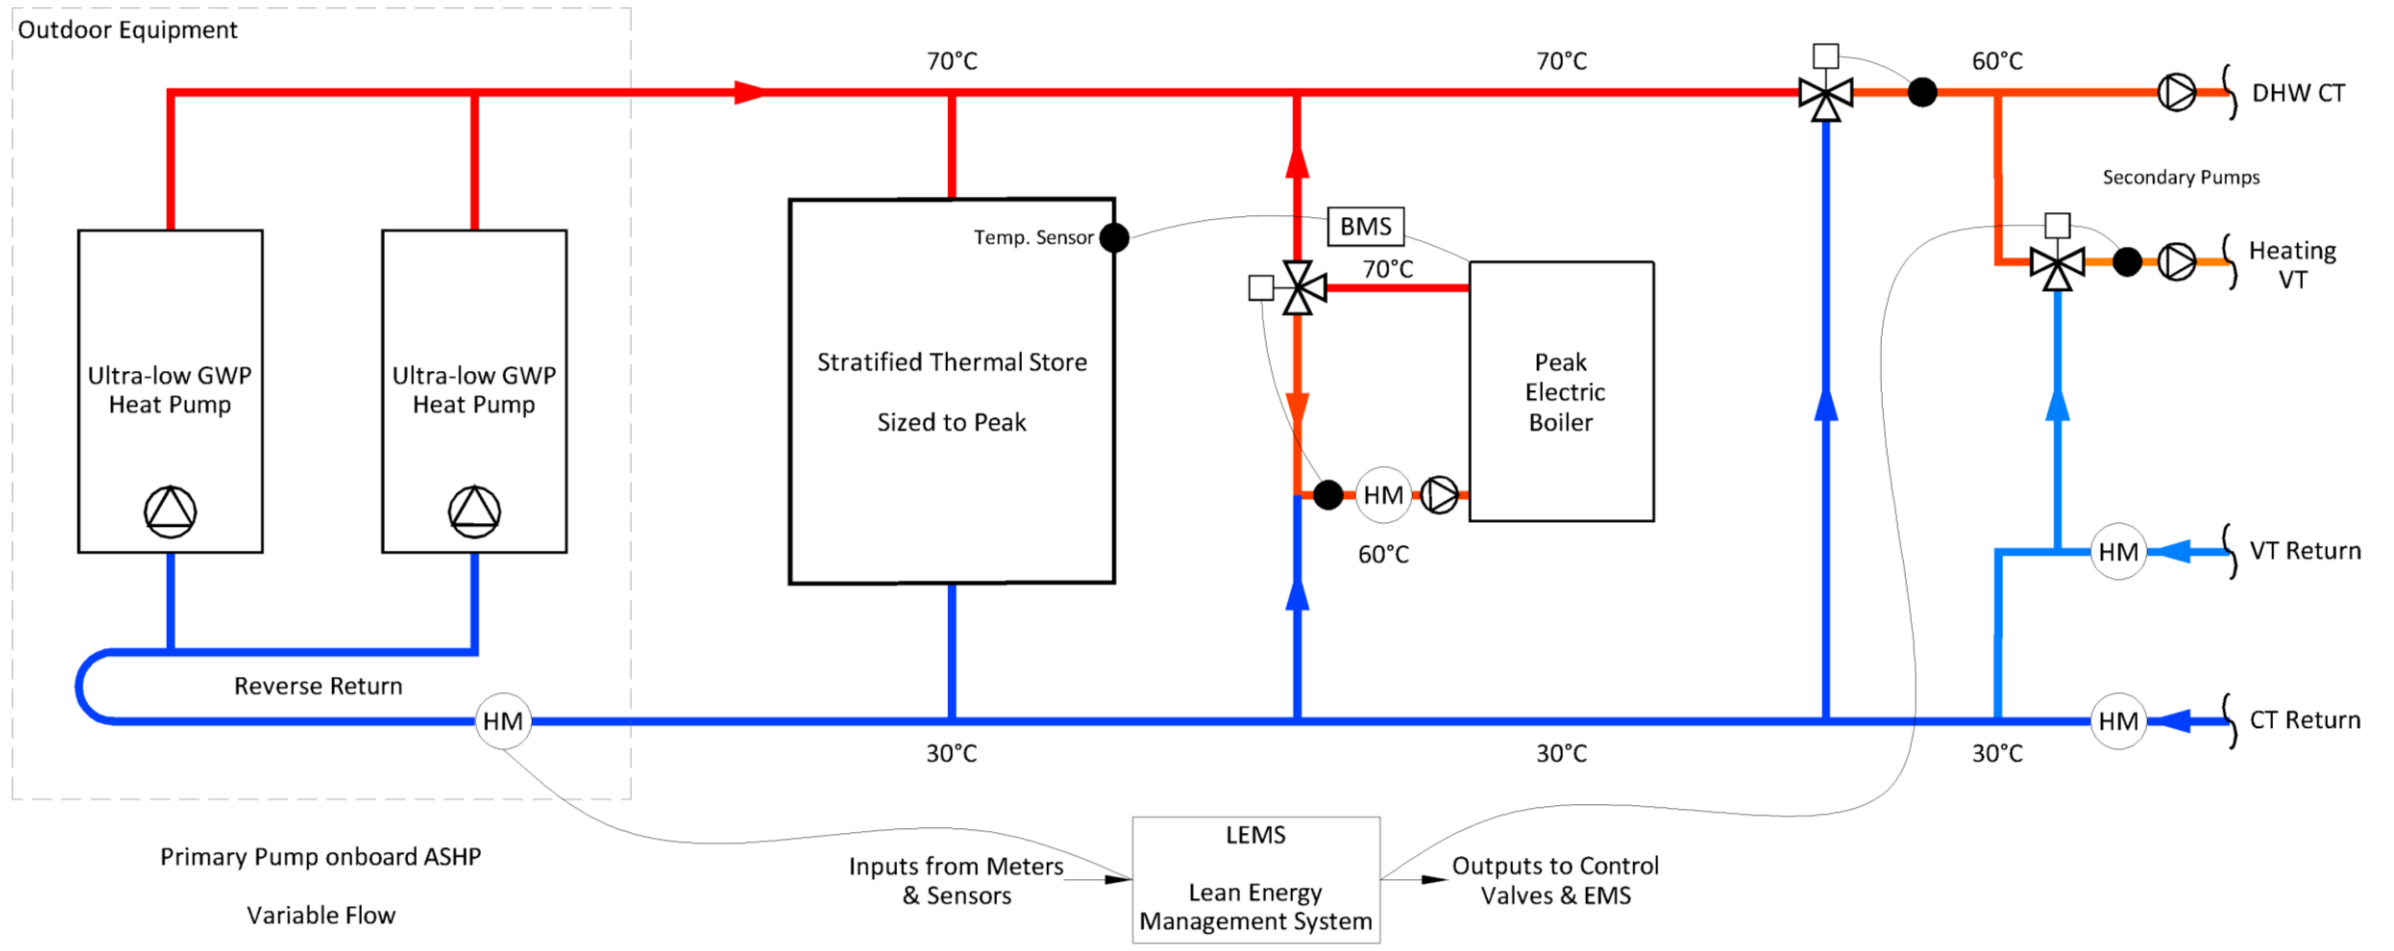 Outdoor Equipment
70°C
70°C
60°C
DHW CT
Secondary Pumps
Temp. Sensor
BMS
Heating
VT
70°C
Ultra-low GWP
Heat Pump
Ultra-low GWP
Heat Pump
Stratified Thermal Store
Sized to Peak
Peak
Electric
Boiler
HM
60°C
HM
VT Return
Reverse Return
HM
HM
CT Return
30°C
30°C
30°C
Primary Pump onboard ASHP
Variable Flow
Inputs from Meters
& Sensors
LEMS
Lean Energy
Management System
Outputs to Control
Valves & EMS